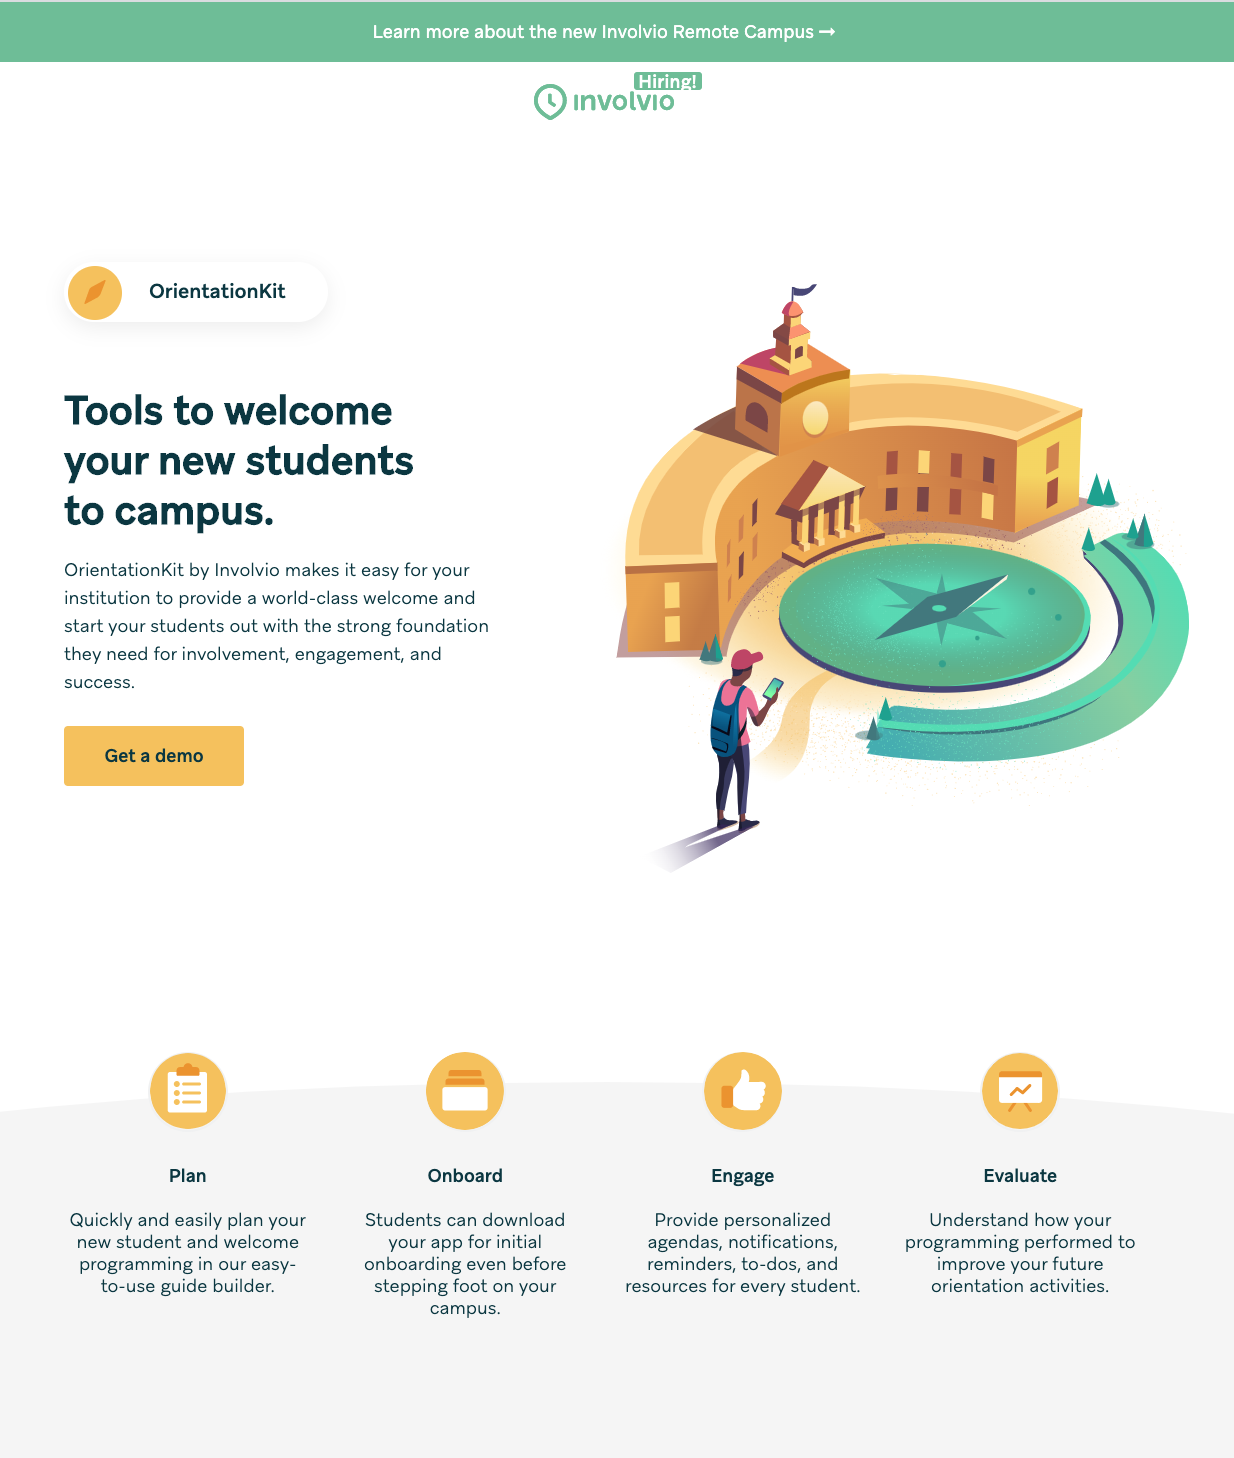 Learn more about the new Involvio Remote Campus →
Hiring!
involvio
OrientationKit
Tools to welcome
your new students
to campus.
OrientationKit by Involvio makes it easy for your
institution to provide a world-class welcome and
start your students out with the strong foundation
they need for involvement, engagement, and
success.
Get a demo
Plan
Quickly and easily plan your
new student and welcome
programming in our easy-
to-use guide builder.
Onboard
Students can download
your app for initial
onboarding even before
stepping foot on your
campus.
Engage
Provide personalized
agendas, notifications,
reminders, to-dos, and
resources for every student.
Evaluate
Understand how your
programming performed to
improve your future
orientation activities.